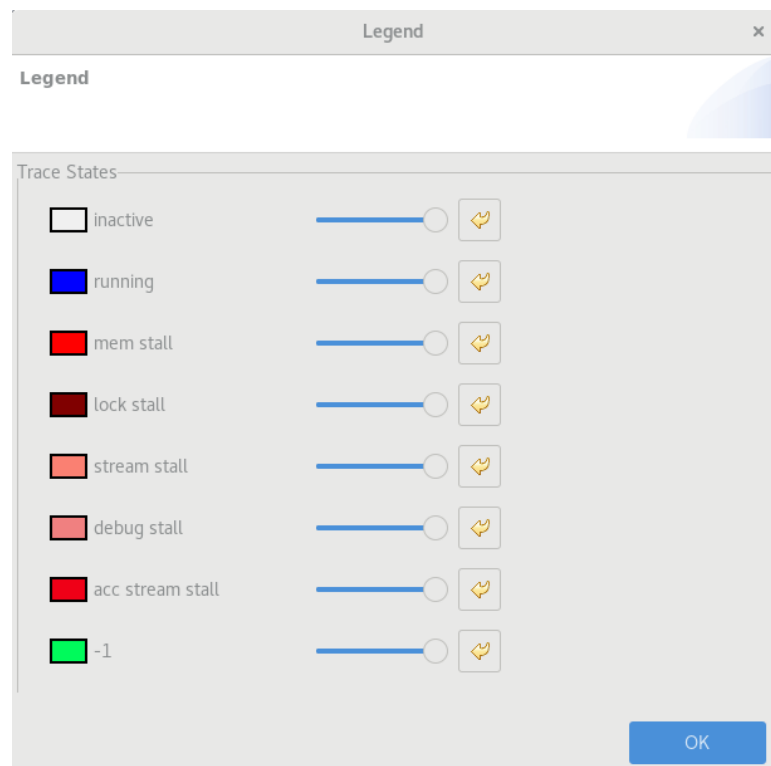 Legend
Legend
Trace States
inactive
running
mem stall
lock stall
stream stall
debug stall
acc stream stall
-1
OK